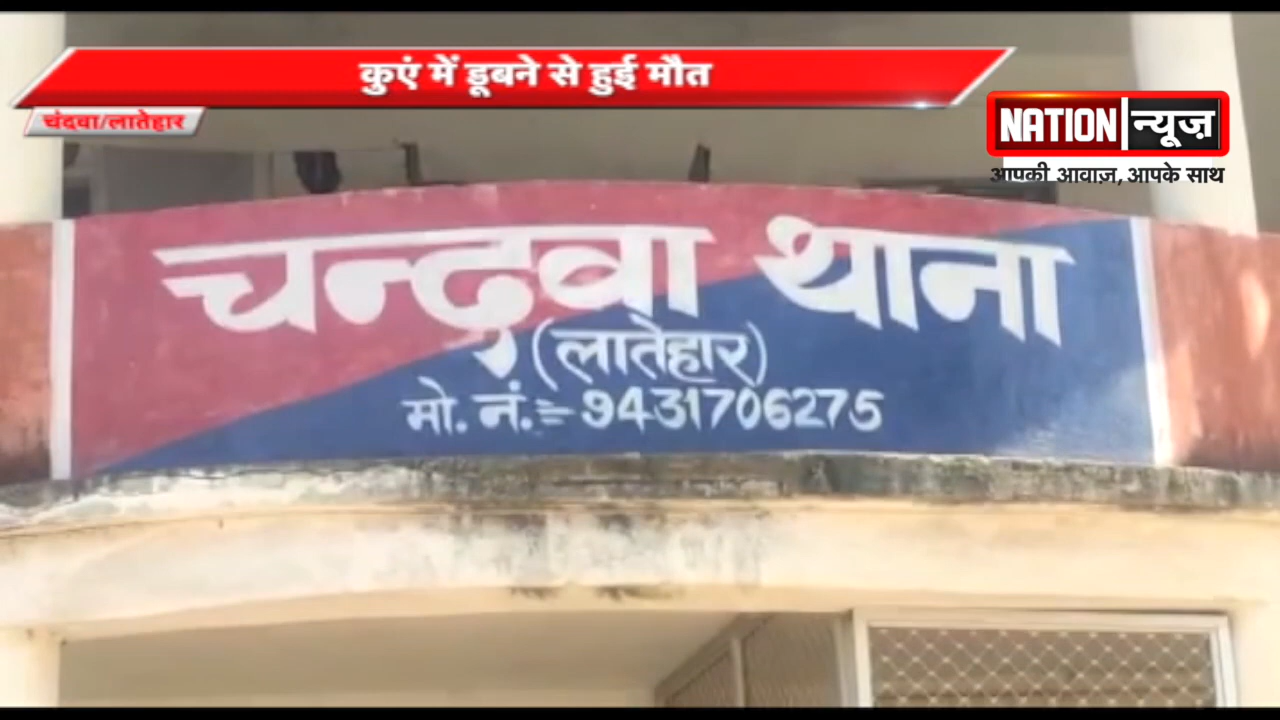 कुएं में डूबने से हुई मौत
चंदवा/लातेहार
NATION न्यूज़
आपकी आवाज़, आपके साथ
चन्दवा थाना
(लातेहार)
मो. नं. := 9431706275